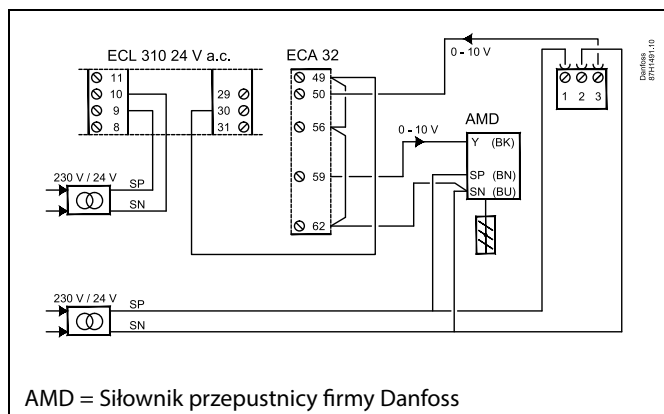 ECL 310 24 V a.c.
ECA 32
11
10
9
8
29
30
31
49
50
56
59
62
0 - 10 V
0 - 10 V
1 2 3
Danfoss
87H1491.10
AMD
Y (BK)
SP (BN)
SN (BU)
230 V / 24 V
SP
SN
230 V / 24 V
SP
SN
AMD = Siłownik przepustnicy firmy Danfoss